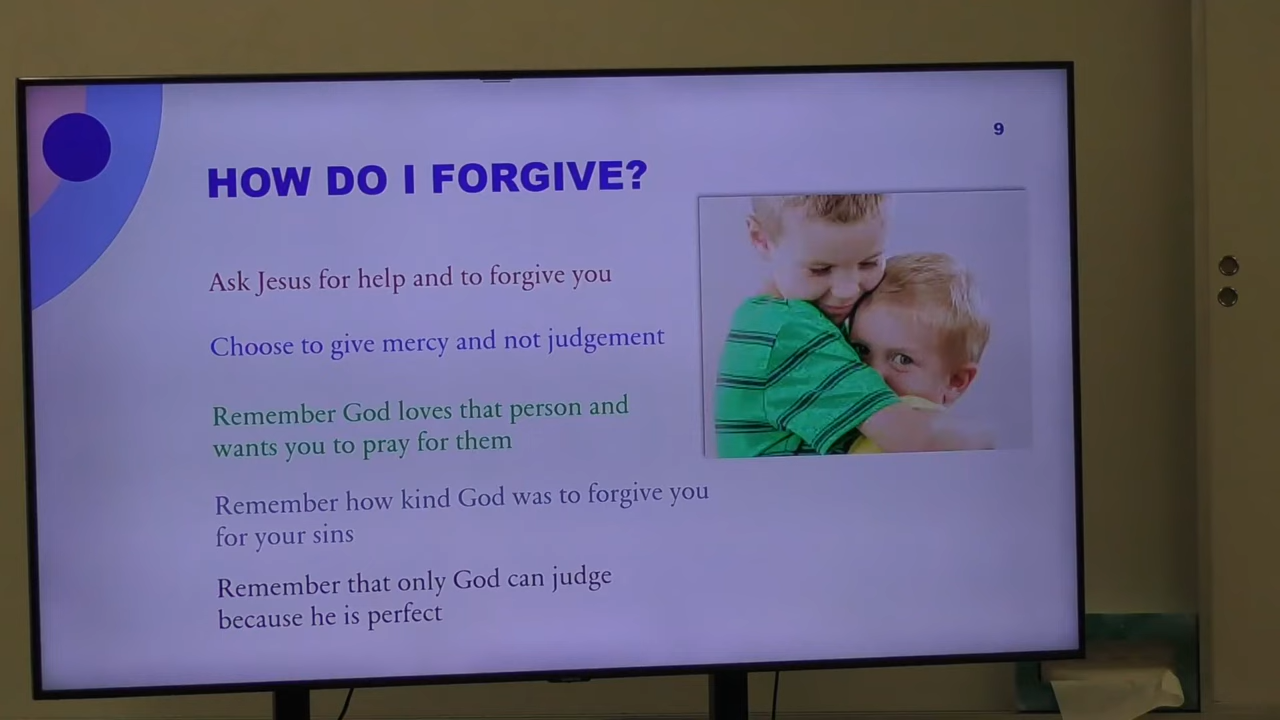 9
HOW DO I FORGIVE?
Ask Jesus for help and to forgive you
Choose to give mercy and not judgement
Remember God loves that person and
wants you to pray for them
Remember how kind God was to forgive you
for your sins
Remember that only God can judge
because he is perfect